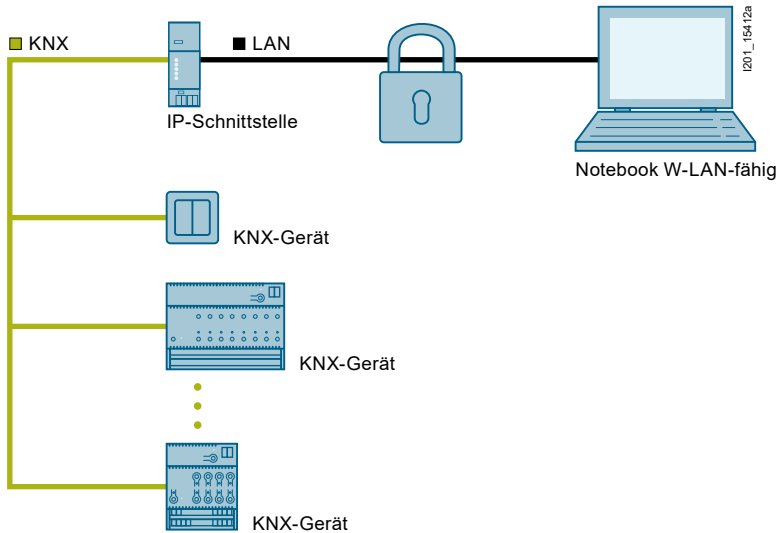 KNX
LAN
I201_15412a
IP-Schnittstelle
Notebook W-LAN-fähig
KNX-Gerät
KNX-Gerät
KNX-Gerät